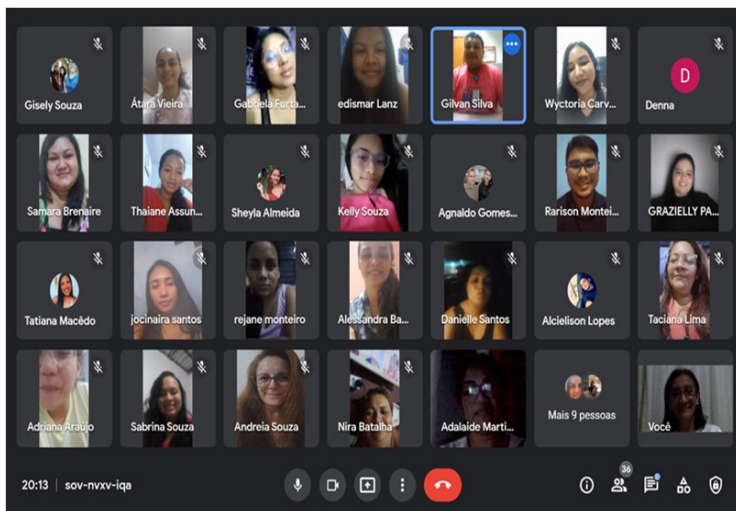 Gisely Souza
Átara Vieira
Gabriela Furta...
edismar Lanz
Gilvan Silva
Wyctoria Carv...
D
Denna
Samara Brenaire
Thaiane Assun...
Sheyla Almeida
Kelly Souza
Agnaldo Gomes...
Rarison Montei...
GRAZIELLY PA...
Tatiana Macêdo
jocinaira santos
rejane monteiro
Alessandra Ba...
Danielle Santos
Alcielison Lopes
Taciana Lima
Adriana Araújo
Sabrina Souza
Andreia Souza
Nira Batalha
Adalaide Marti...
Mais 9 pessoas
Você
20:13 | sov-nvxv-iqa
36